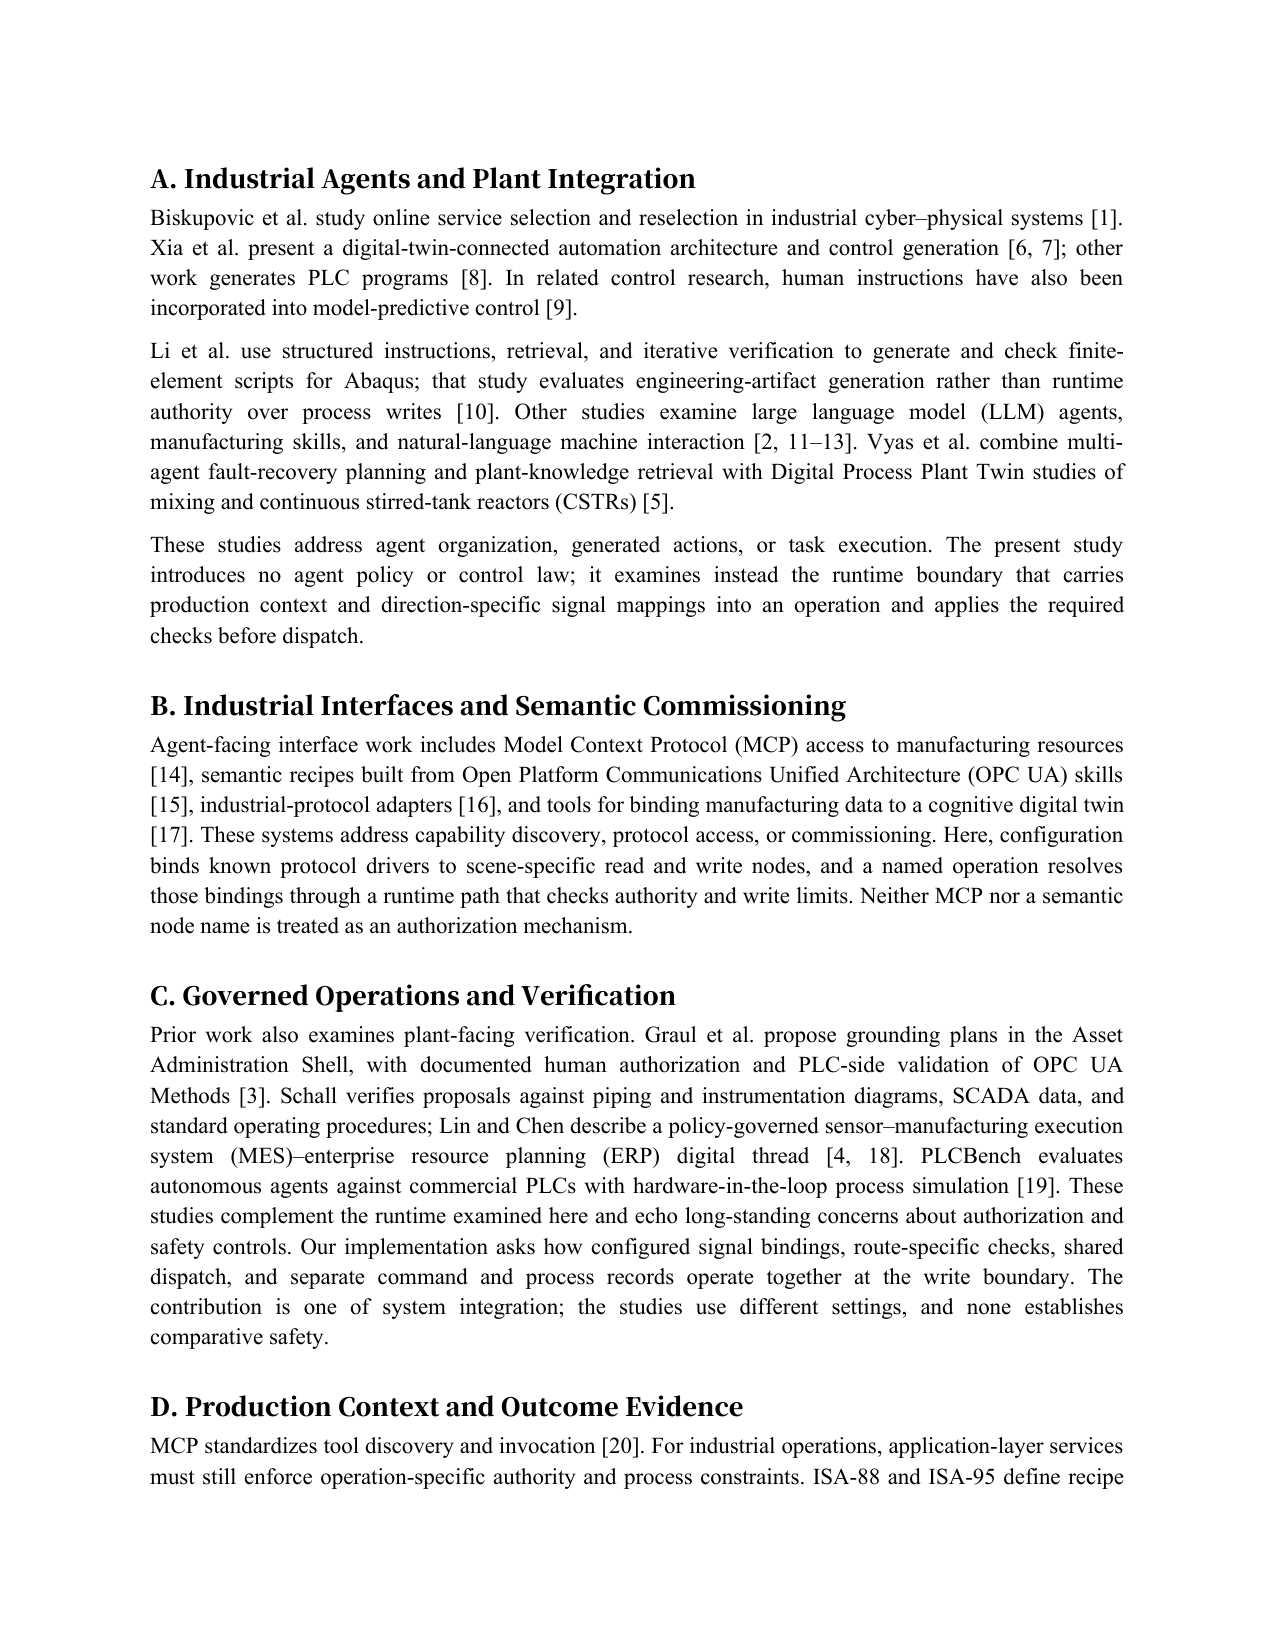 A. Industrial Agents and Plant Integration
Biskupovic et al. study online service selection and reselection in industrial cyber–physical systems [1].
Xia et al. present a digital-twin-connected automation architecture and control generation [6, 7]; other
work generates PLC programs [8]. In related control research, human instructions have also been
incorporated into model-predictive control [9].
Li et al. use structured instructions, retrieval, and iterative verification to generate and check finite-
element scripts for Abaqus; that study evaluates engineering-artifact generation rather than runtime
authority over process writes [10]. Other studies examine large language model (LLM) agents,
manufacturing skills, and natural-language machine interaction [2, 11–13]. Vyas et al. combine multi-
agent fault-recovery planning and plant-knowledge retrieval with Digital Process Plant Twin studies of
mixing and continuous stirred-tank reactors (CSTRs) [5].
These studies address agent organization, generated actions, or task execution. The present study
introduces no agent policy or control law; it examines instead the runtime boundary that carries
production context and direction-specific signal mappings into an operation and applies the required
checks before dispatch.
B. Industrial Interfaces and Semantic Commissioning
Agent-facing interface work includes Model Context Protocol (MCP) access to manufacturing resources
[14], semantic recipes built from Open Platform Communications Unified Architecture (OPC UA) skills
[15], industrial-protocol adapters [16], and tools for binding manufacturing data to a cognitive digital twin
[17]. These systems address capability discovery, protocol access, or commissioning. Here, configuration
binds known protocol drivers to scene-specific read and write nodes, and a named operation resolves
those bindings through a runtime path that checks authority and write limits. Neither MCP nor a semantic
node name is treated as an authorization mechanism.
C. Governed Operations and Verification
Prior work also examines plant-facing verification. Graul et al. propose grounding plans in the Asset
Administration Shell, with documented human authorization and PLC-side validation of OPC UA
Methods [3]. Schall verifies proposals against piping and instrumentation diagrams, SCADA data, and
standard operating procedures; Lin and Chen describe a policy-governed sensor–manufacturing execution
system (MES)–enterprise resource planning (ERP) digital thread [4, 18]. PLCBench evaluates
autonomous agents against commercial PLCs with hardware-in-the-loop process simulation [19]. These
studies complement the runtime examined here and echo long-standing concerns about authorization and
safety controls. Our implementation asks how configured signal bindings, route-specific checks, shared
dispatch, and separate command and process records operate together at the write boundary. The
contribution is one of system integration; the studies use different settings, and none establishes
comparative safety.
D. Production Context and Outcome Evidence
MCP standardizes tool discovery and invocation [20]. For industrial operations, application-layer services
must still enforce operation-specific authority and process constraints. ISA-88 and ISA-95 define recipe